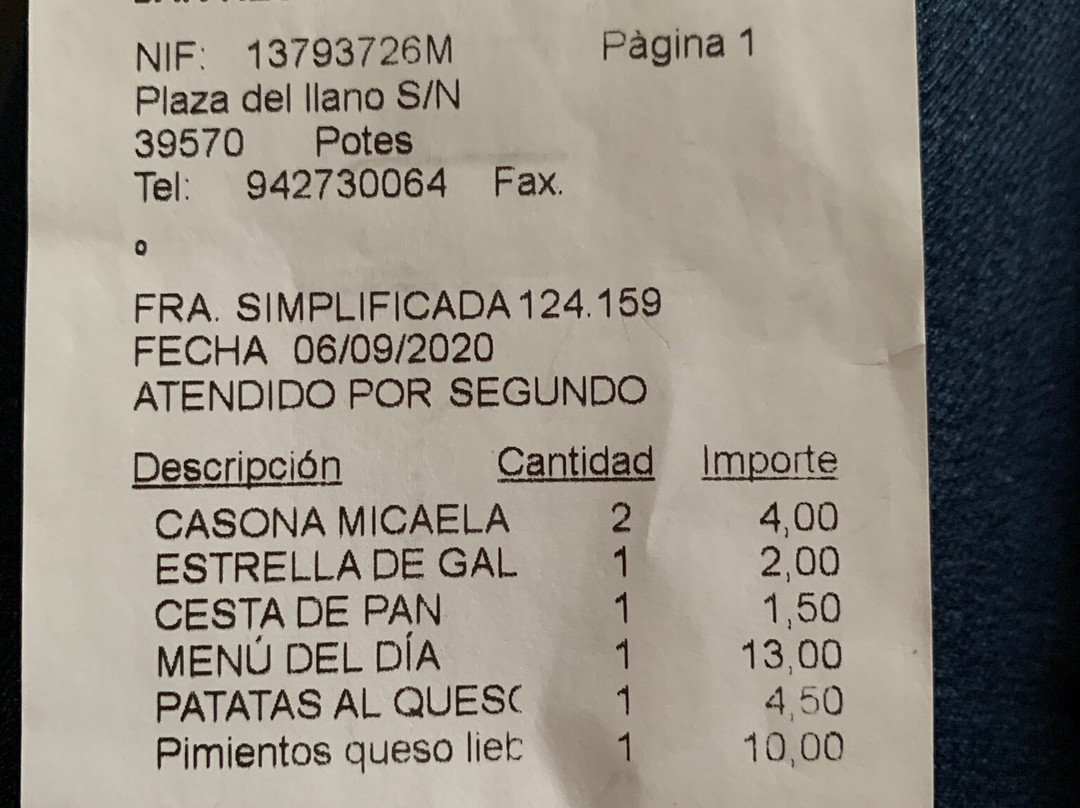 NIF: 13793726M Pàgina 1
Plaza del llano S/N
39570 Potes
Tel: 942730064 Fax.
FRA. SIMPLIFICADA 124.159
FECHA 06/09/2020
ATENDIDO POR SEGUNDO
Descripción Cantidad Importe
CASONA MICAELA 2 4,00
ESTRELLA DE GAL 1 2,00
CESTA DE PAN 1 1,50
MENÚ DEL DÍA 1 13,00
PATATAS AL QUESO 1 4,50
Pimientos queso lieb 1 10,00